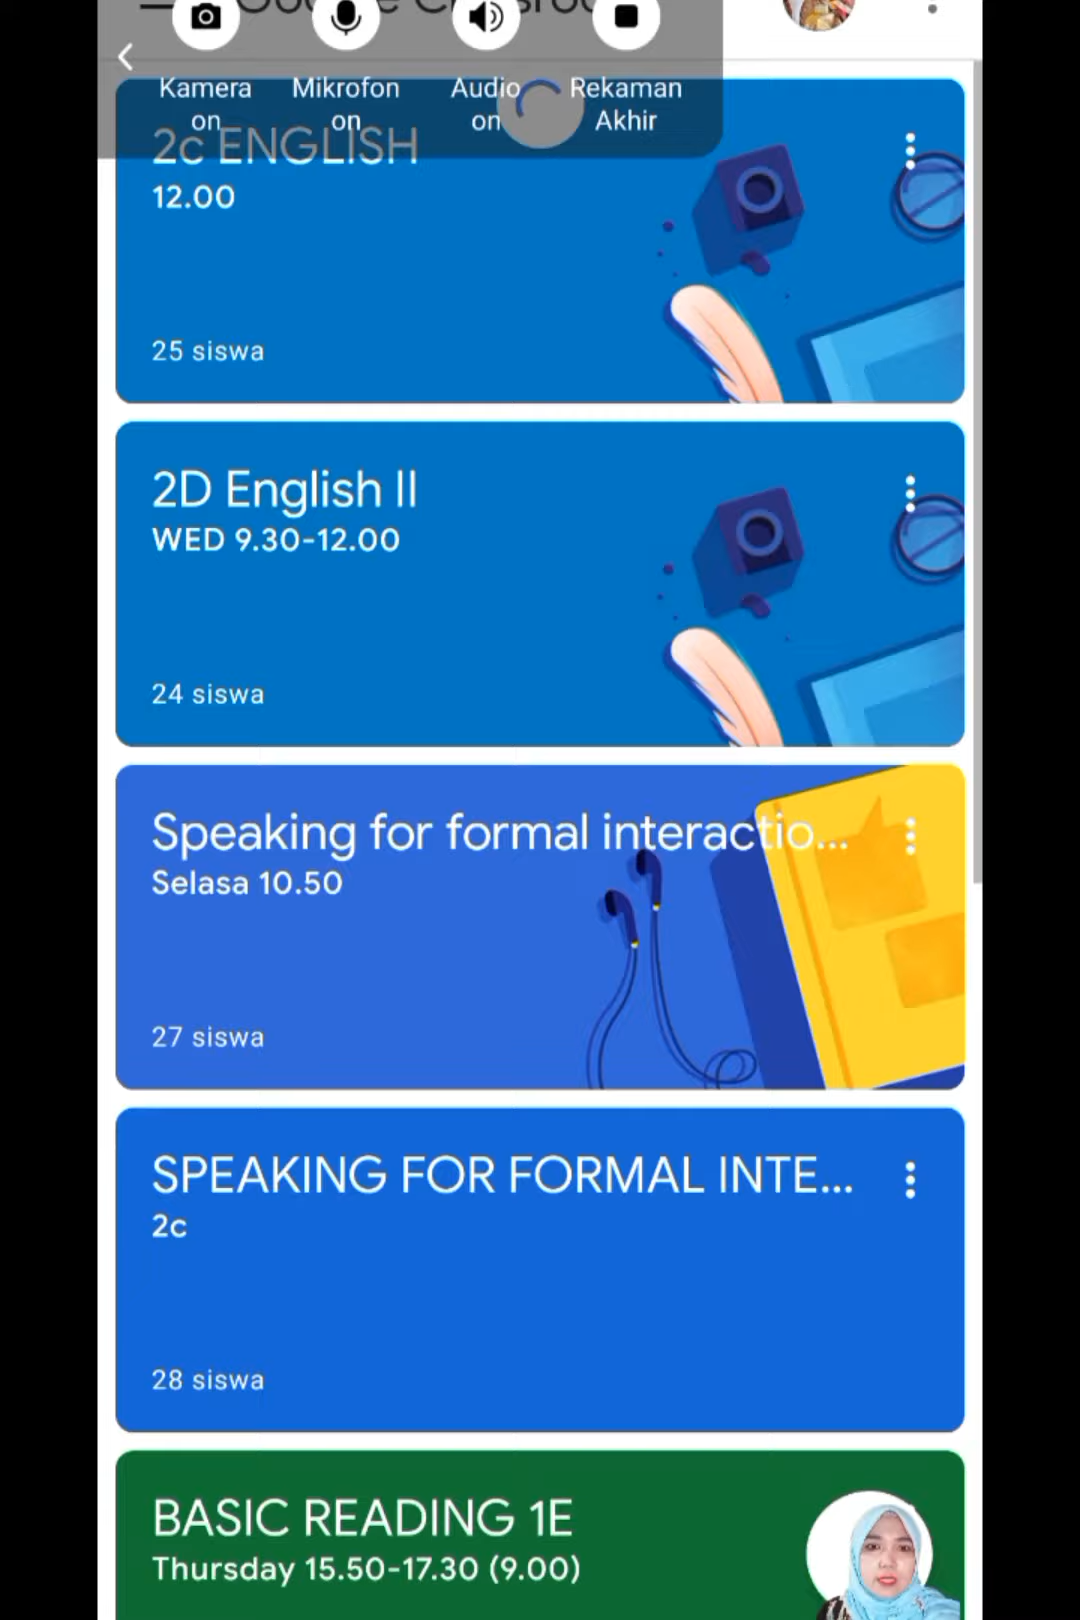 Kamera on
Mikrofon on
Audio on
Rekaman Akhir
2c ENGLISH
12.00
25 siswa
2D English II
WED 9.30-12.00
24 siswa
Speaking for formal interactio...
Selasa 10.50
27 siswa
SPEAKING FOR FORMAL INTE...
2c
28 siswa
BASIC READING 1E
Thursday 15.50-17.30 (9.00)